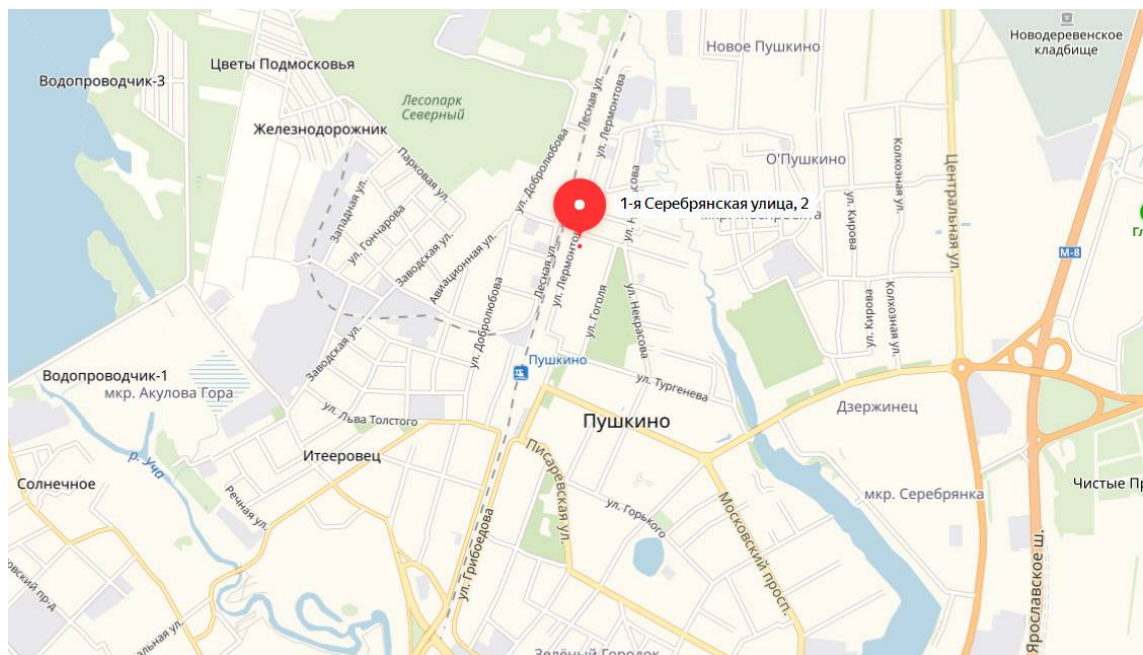 Новодеревенское
кладбище
Новое Пушкино
Цветы Подмосковья
Водопроводчик-3
Лесопарк
Северный
Лесная ул.
ул. Лермонтова
Железнодорожник
О'Пушкино
Парковая ул.
ул. Добролюбова
Колхозная ул.
Центральная ул.
1-я Серебрянская улица, 2
Западная ул.
ул. Гончарова
ул. Кирова
Заводская ул.
Авиационная ул.
Лесная ул.
ул. Лермонтова
М-8
ул. Добролюбова
ул. Гоголя
ул. Некрасова
ул. Кирова
Колхозная ул.
Заводская ул.
Пушкино
Водопроводчик-1
мкр. Акулова Гора
ул. Тургенева
ул. Льва Толстого
Пушкино
Дзержинец
Итееровец
р. Уча
Солнечное
Писаревская ул.
Чистые Пр
мкр. Серебрянка
Речная ул.
ул. Горького
Московский просп.
ул. Грибоедова
Ярославское ш.
Зелёный Городок